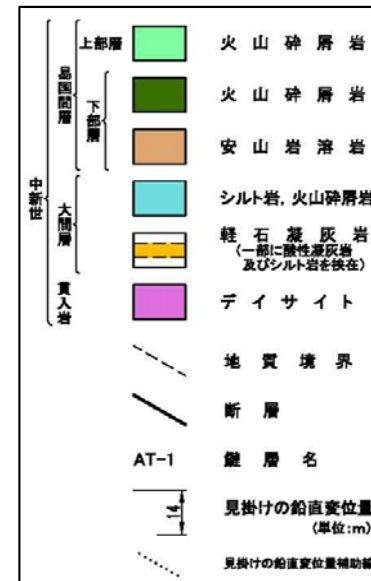 中新世
易国間層
上部層
火山砕屑岩
下部層
火山砕屑岩
安山岩溶岩
大間層
シルト岩，火山砕屑岩
軽石凝灰岩
（一部に酸性凝灰岩
及びシルト岩を挟在）
貫入岩
デイサイト
地質境界
断層
AT-1
鍵層名
14
見掛けの鉛直変位量
（単位：m）
見掛けの鉛直変位量補助線